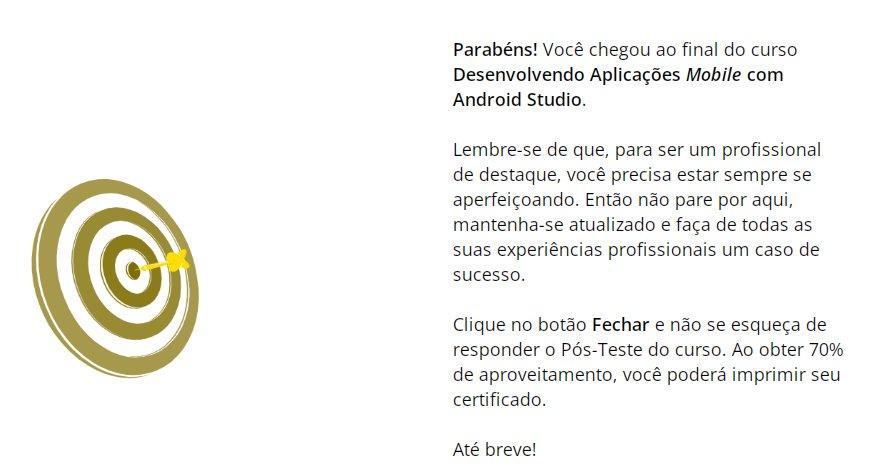 Parabéns! Você chegou ao final do curso
Desenvolvendo Aplicações Mobile com
Android Studio.
Lembre-se de que, para ser um profissional
de destaque, você precisa estar sempre se
aperfeiçoando. Então não pare por aqui,
mantenha-se atualizado e faça de todas as
suas experiências profissionais um caso de
sucesso.
Clique no botão Fechar e não se esqueça de
responder o Pós-Teste do curso. Ao obter 70%
de aproveitamento, você poderá imprimir seu
certificado.
Até breve!